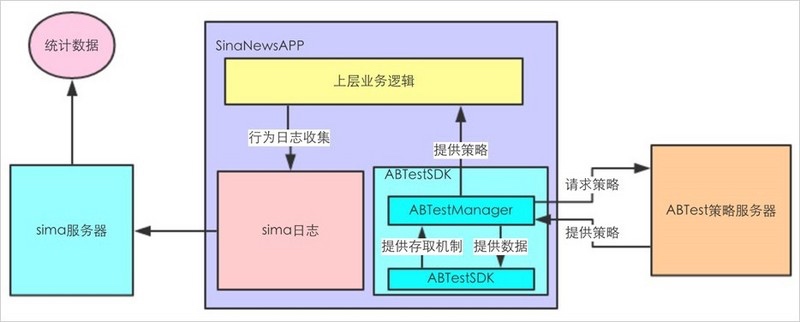 统计数据
SinaNewsAPP
上层业务逻辑
行为日志收集
提供策略
ABTestSDK
请求策略
sima服务器
sima日志
ABTestManager
ABTest策略服务器
提供存取机制
提供数据
提供策略
ABTestSDK